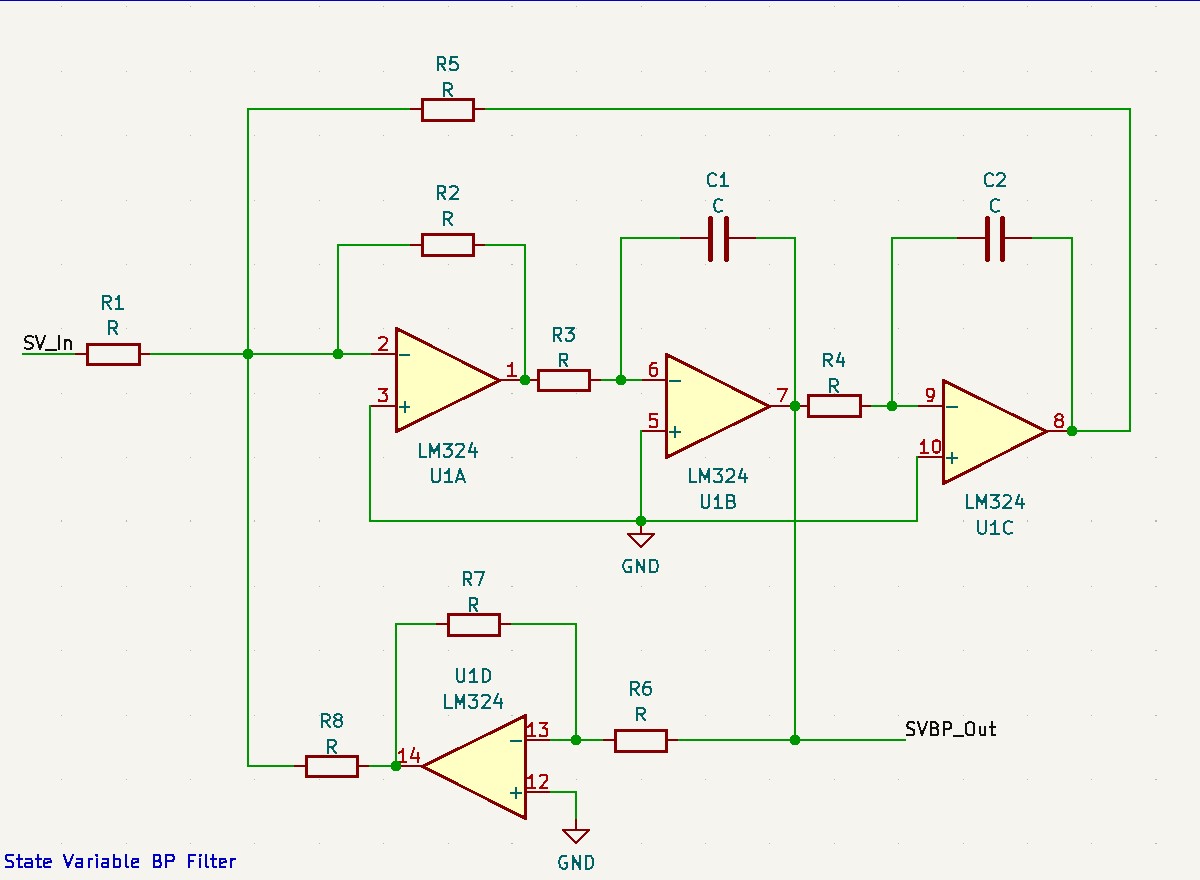 R5
R
R2
R
C1
C
C2
C
R1
R
SV_In
2
3
1
LM324
U1A
R3
R
6
5
7
LM324
U1B
R4
R
9
10
8
LM324
U1C
GND
R7
R
U1D
LM324
R6
R
13
12
14
R8
R
SVBP_Out
GND
State Variable BP Filter